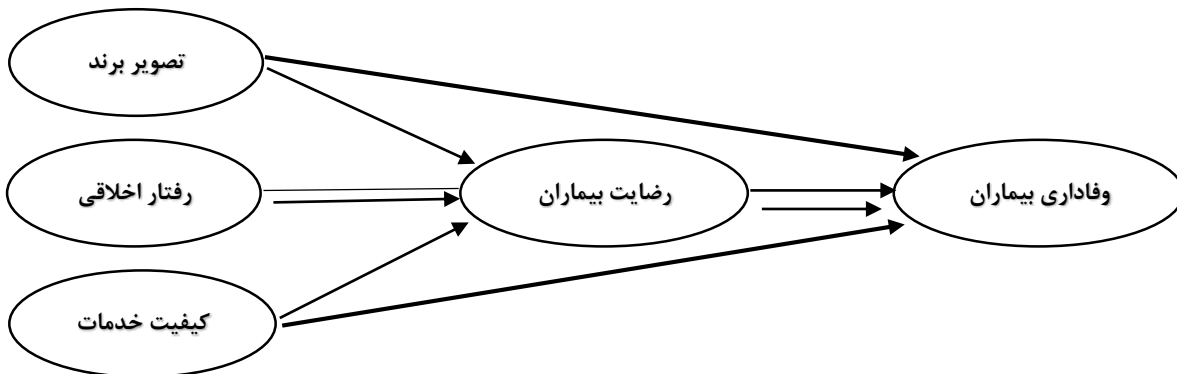 تصویر برند
رفتار اخلاقی
رضایت بیماران
وفاداری بیماران
کیفیت خدمات